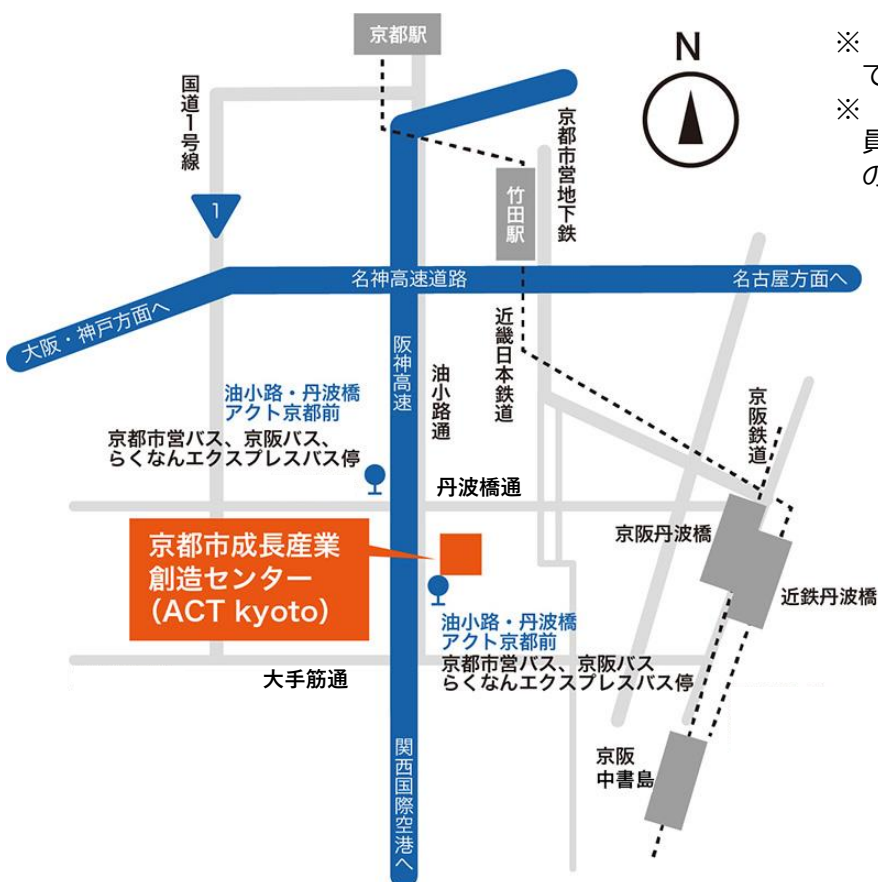 京都駅
N
※
て
※
員
の
国道1号線
1
京都市営地下鉄
竹田駅
名神高速道路
名古屋方面へ
大阪・神戸方面へ
阪神高速
油小路通
近畿日本鉄道
京阪鉄道
油小路・丹波橋
アクト京都前
京都市営バス、京阪バス、
らくなんエクスプレスバス停
丹波橋通
京阪丹波橋
近鉄丹波橋
京都市成長産業
創造センター
(ACT kyoto)
油小路・丹波橋
アクト京都前
京都市営バス、京阪バス
らくなんエクスプレスバス停
大手筋通
関西国際空港へ
京阪
中書島